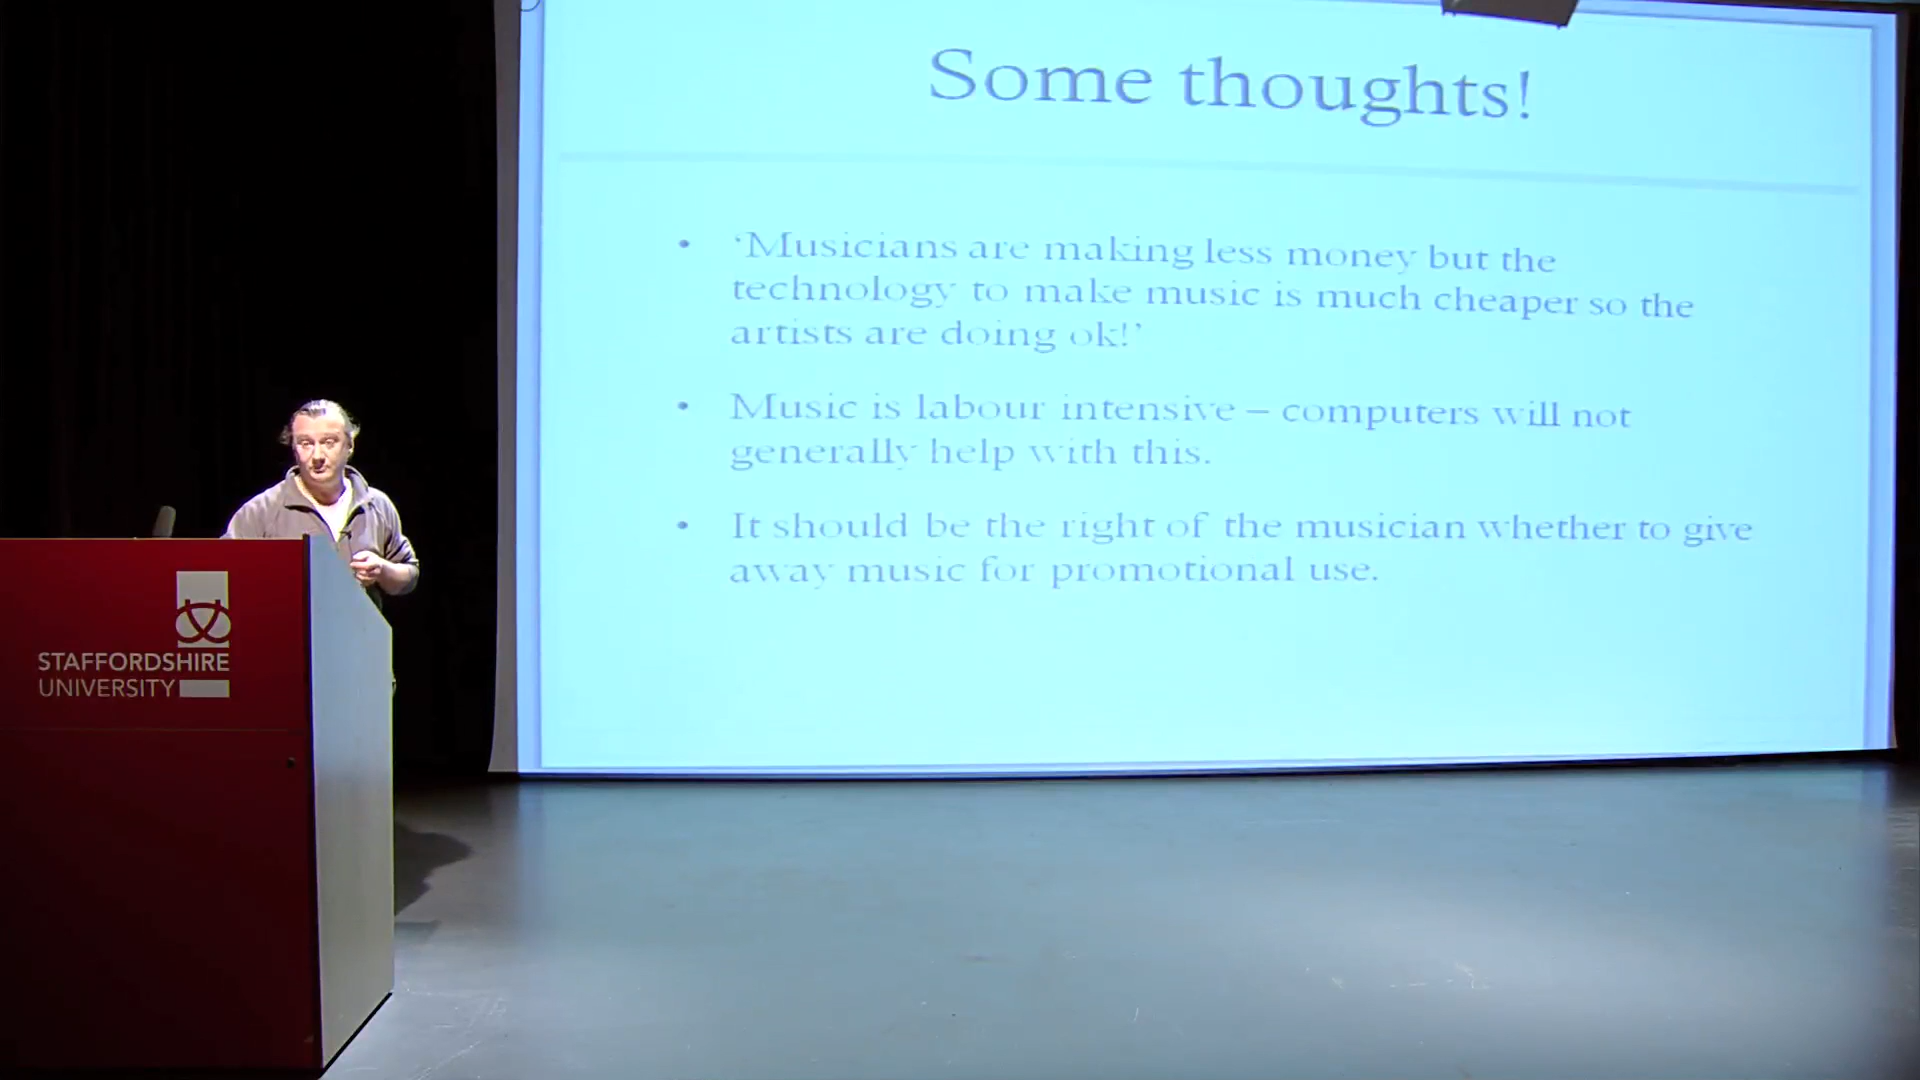 Some thoughts!
• ‘Musicians are making less money but the
technology to make music is much cheaper so the
artists are doing ok!’
• Music is labour intensive – computers will not
generally help with this.
• It should be the right of the musician whether to give
away music for promotional use.
STAFFORDSHIRE
UNIVERSITY